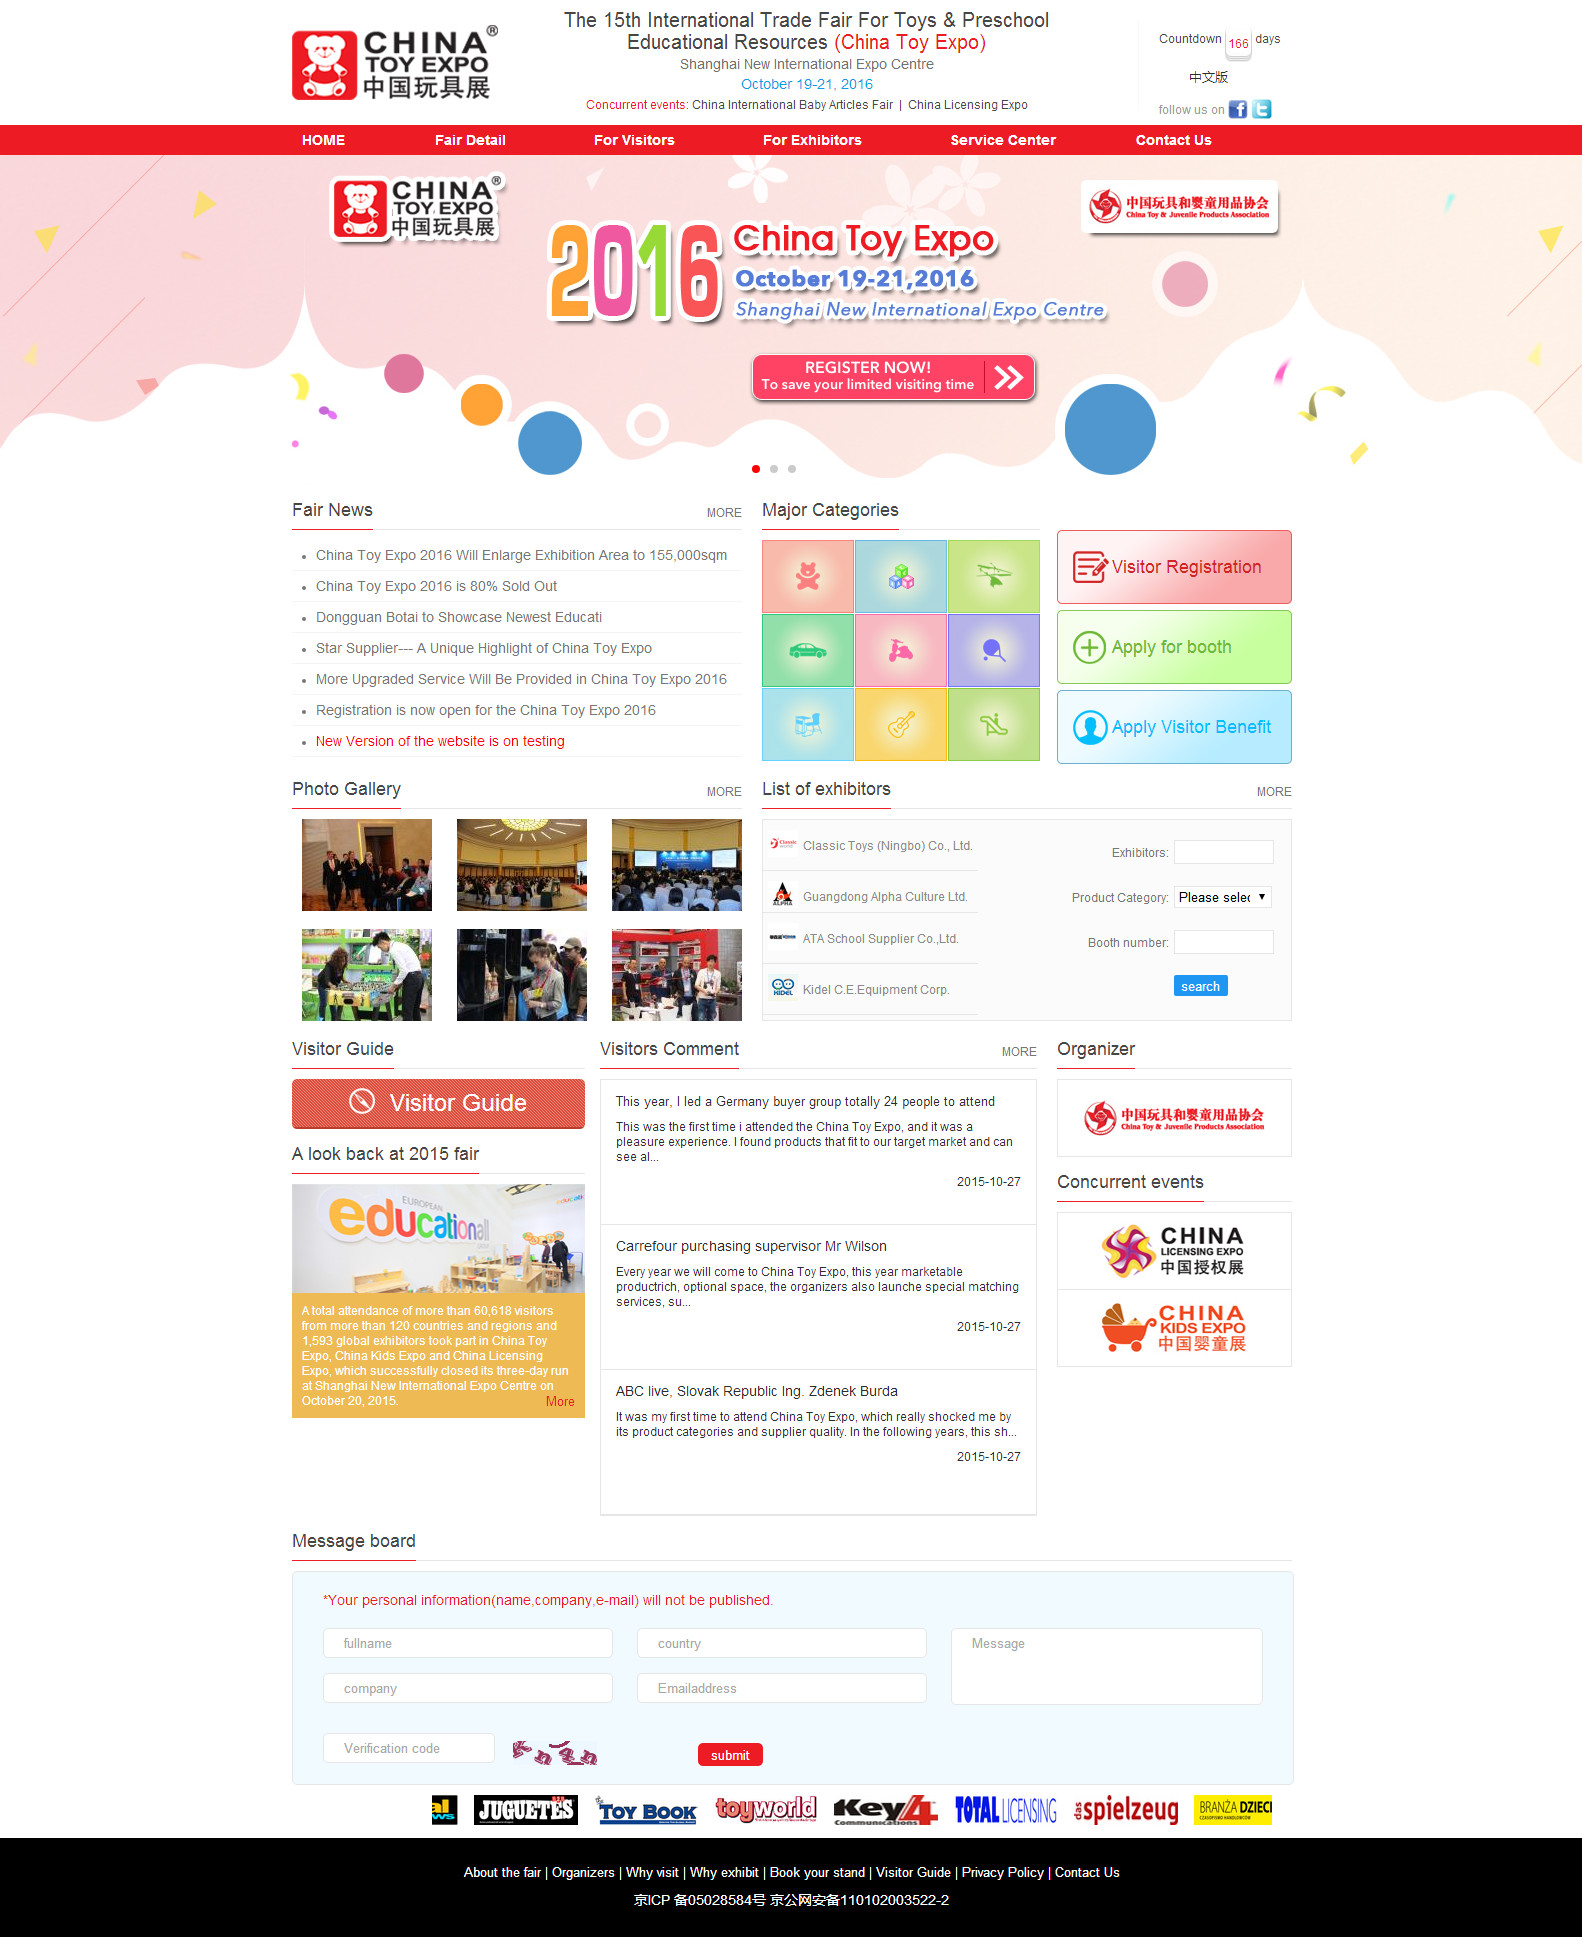 CHINA
TOY EXPO
中国玩具展
®
The 15th International Trade Fair For Toys & Preschool
Educational Resources (China Toy Expo)
Shanghai New International Expo Centre
October 19-21, 2016
Concurrent events: China International Baby Articles Fair | China Licensing Expo
Countdown 166 days
中文版
follow us on
HOME
Fair Detail
For Visitors
For Exhibitors
Service Center
Contact Us
CHINA
TOY EXPO
中国玩具展
®
2016
China Toy Expo
October 19-21,2016
Shanghai New International Expo Centre
中国玩具和婴童用品协会
China Toy & Juvenile Products Association
REGISTER NOW!
To save your limited visiting time
Fair News
MORE
China Toy Expo 2016 Will Enlarge Exhibition Area to 155,000sqm
China Toy Expo 2016 is 80% Sold Out
Dongguan Botai to Showcase Newest Educati
Star Supplier--- A Unique Highlight of China Toy Expo
More Upgraded Service Will Be Provided in China Toy Expo 2016
Registration is now open for the China Toy Expo 2016
New Version of the website is on testing
Major Categories
Visitor Registration
Apply for booth
Apply Visitor Benefit
Photo Gallery
MORE
List of exhibitors
MORE
Classic Toys (Ningbo) Co., Ltd.
ALPHA
Guangdong Alpha Culture Ltd.
ATA School Supplier Co.,Ltd.
KIDEL
Kidel C.E.Equipment Corp.
Exhibitors:
Product Category: Please selec
Booth number:
search
Visitor Guide
Visitor Guide
A look back at 2015 fair
EUROPEAN
educational
A total attendance of more than 60,618 visitors
from more than 120 countries and regions and
1,593 global exhibitors took part in China Toy
Expo, China Kids Expo and China Licensing
Expo, which successfully closed its three-day run
at Shanghai New International Expo Centre on
October 20, 2015.
More
Visitors Comment
MORE
This year, I led a Germany buyer group totally 24 people to attend
This was the first time i attended the China Toy Expo, and it was a
pleasure experience. I found products that fit to our target market and can
see al...
2015-10-27
Carrefour purchasing supervisor Mr Wilson
Every year we will come to China Toy Expo, this year marketable
productrich, optional space, the organizers also launche special matching
services, su...
2015-10-27
ABC live, Slovak Republic Ing. Zdenek Burda
It was my first time to attend China Toy Expo, which really shocked me by
its product categories and supplier quality. In the following years, this sh...
2015-10-27
Organizer
中国玩具和婴童用品协会
China Toy & Juvenile Products Association
Concurrent events
CHINA
LICENSING EXPO
中国授权展
CHINA
KIDS EXPO
中国婴童展
Message board
*Your personal information(name,company,e-mail) will not be published.
fullname
country
Message
company
Emailaddress
Verification code
submit
JUGUETES
the TOY BOOK
toyworld
Key4
Communications
TOTAL LICENSING
das spielzeug
BRANŻA DZIECI
About the fair | Organizers | Why visit | Why exhibit | Book your stand | Visitor Guide | Privacy Policy | Contact Us
京ICP 备05028584号 京公网安备110102003522-2